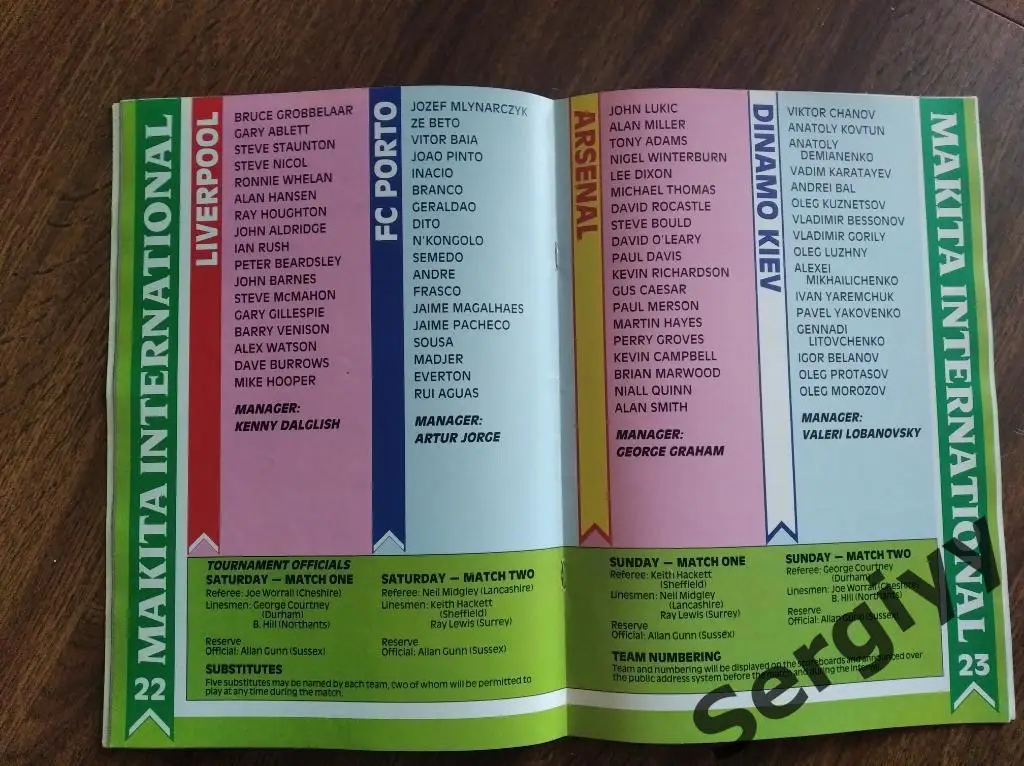 22 MAKITA INTERNATIONAL
LIVERPOOL
BRUCE GROBBELAAR
GARY ABLETT
STEVE STAUNTON
STEVE NICOL
RONNIE WHELAN
ALAN HANSEN
RAY HOUGHTON
JOHN ALDRIDGE
IAN RUSH
PETER BEARDSLEY
JOHN BARNES
STEVE McMAHON
GARY GILLESPIE
BARRY VENISON
ALEX WATSON
DAVE BURROWS
MIKE HOOPER
MANAGER:
KENNY DALGLISH
FC PORTO
JOZEF MLYNARCZYK
ZE BETO
VITOR BAIA
JOAO PINTO
INACIO
BRANCO
GERALDAO
DITO
N'KONGOLO
SEMEDO
ANDRE
FRASCO
JAIME MAGALHAES
JAIME PACHECO
SOUSA
MADJER
EVERTON
RUI AGUAS
MANAGER:
ARTUR JORGE
TOURNAMENT OFFICIALS
SATURDAY — MATCH ONE
Referee: Joe Worrall (Cheshire)
Linesmen: George Courtney
(Durham)
B. Hill (Northants)
Reserve
Official: Allan Gunn (Sussex)
SATURDAY — MATCH TWO
Referee: Neil Midgley (Lancashire)
Linesmen: Keith Hackett
(Sheffield)
Ray Lewis (Surrey)
Reserve
Official: Allan Gunn (Sussex)
SUBSTITUTES
Five substitutes may be named by each team, two of whom will be permitted to
play at any time during the match.
ARSENAL
JOHN LUKIC
ALAN MILLER
TONY ADAMS
NIGEL WINTERBURN
LEE DIXON
MICHAEL THOMAS
DAVID ROCASTLE
STEVE BOULD
DAVID O'LEARY
PAUL DAVIS
KEVIN RICHARDSON
GUS CAESAR
PAUL MERSON
MARTIN HAYES
PERRY GROVES
KEVIN CAMPBELL
BRIAN MARWOOD
NIALL QUINN
ALAN SMITH
MANAGER:
GEORGE GRAHAM
DINAMO KIEV
VIKTOR CHANOV
ANATOLY KOVTUN
ANATOLY
DEMIANENKO
VADIM KARATAYEV
ANDREI BAL
OLEG KUZNETSOV
VLADIMIR BESSONOV
VLADIMIR GORILY
OLEG LUZHNY
ALEXEI
MIKHAILICHENKO
IVAN YAREMCHUK
PAVEL YAKOVENKO
GENNADI
LITOVCHENKO
IGOR BELANOV
OLEG PROTASOV
OLEG MOROZOV
MANAGER:
VALERI LOBANOVSKY
SUNDAY — MATCH ONE
Referee: Keith Hackett
(Sheffield)
Linesmen: Neil Midgley
(Lancashire)
Ray Lewis (Surrey)
Reserve
Official: Allan Gunn (Sussex)
SUNDAY — MATCH TWO
Referee: George Courtney
(Durham)
Linesmen: Joe Worrall (Cheshire)
B. Hill (Northants)
Reserve
Official: Allan Gunn (Sussex)
TEAM NUMBERING
Team and numbering will be displayed on the scoreboards and announced over
the public address system before the match and during the interval.
MAKITA INTERNATIONAL 23
Sergiyy